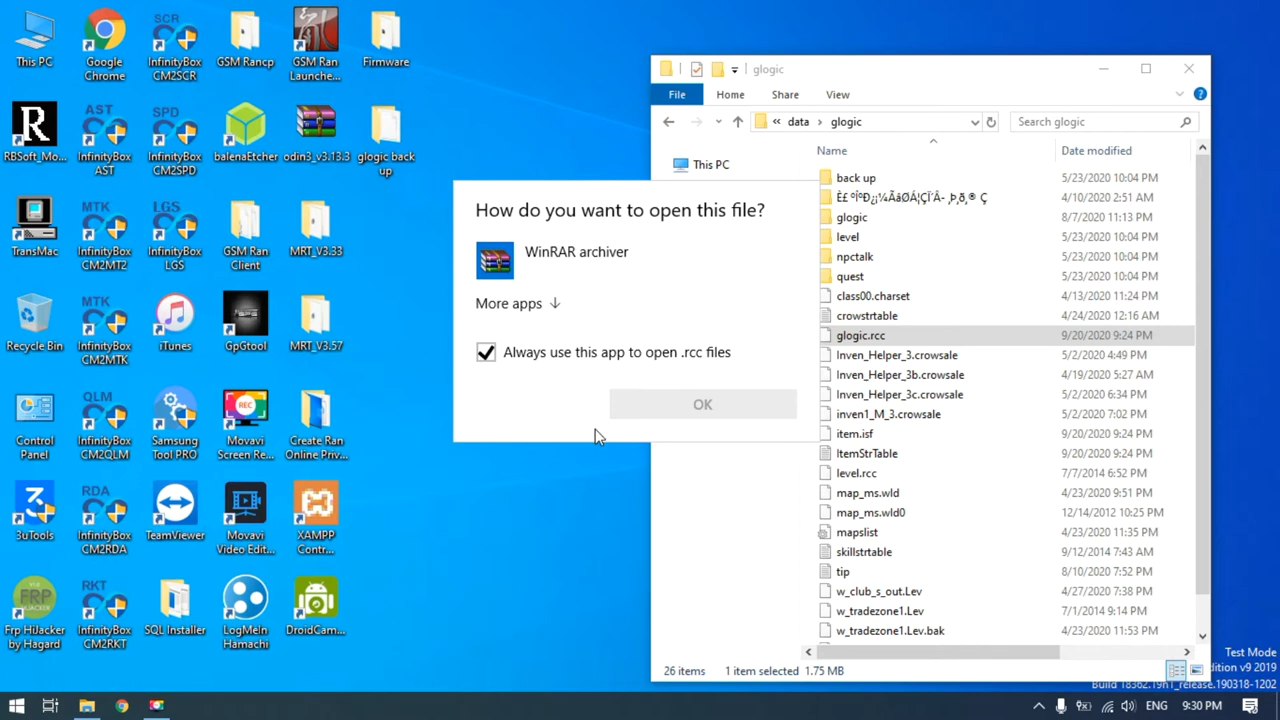 This PC
Google
Chrome
SCR
InfinityBox
CM2SCR
GSM Rancp
GSM Ran
Launche...
Firmware
R
RBSoft_Mo...
AST
InfinityBox
AST
SPD
InfinityBox
CM2SPD
balenaEtcher
odin3_v3.13.3
glogic back
up
TransMac
MTK
InfinityBox
CM2MT2
LGS
InfinityBox
LGS
GSM Ran
Client
MRT_V3.33
Recycle Bin
MTK
InfinityBox
CM2MTK
iTunes
GpGtool
MRT_V3.57
Control
Panel
QLM
InfinityBox
CM2QLM
Samsung
Tool PRO
REC
Movavi
Screen Re...
Create Ran
Online Priv...
3uTools
RDA
InfinityBox
CM2RDA
TeamViewer
Movavi
Video Edit...
XAMPP
Contr...
FRP
Frp HiJacker
by Hagard
RKT
InfinityBox
CM2RKT
SQL Installer
LogMeIn
Hamachi
DroidCam...
How do you want to open this file?
WinRAR archiver
More apps
Always use this app to open .rcc files
OK
glogic
File Home Share View
« data › glogic
Search glogic
This PC
Name Date modified
back up 5/23/2020 10:04 PM
4/10/2020 2:51 AM
glogic 8/7/2020 11:13 PM
level 5/23/2020 10:04 PM
npctalk 5/23/2020 10:04 PM
quest 5/23/2020 10:04 PM
class00.charset 4/13/2020 11:24 PM
crowstrtable 4/24/2020 12:16 AM
glogic.rcc 9/20/2020 9:24 PM
Inven_Helper_3.crowsale 5/2/2020 4:49 PM
Inven_Helper_3b.crowsale 4/19/2020 5:27 AM
Inven_Helper_3c.crowsale 5/2/2020 6:34 PM
inven1_M_3.crowsale 5/2/2020 7:02 PM
item.isf 9/20/2020 9:24 PM
ItemStrTable 9/20/2020 9:24 PM
level.rcc 7/7/2014 6:52 PM
map_ms.wld 4/23/2020 9:51 PM
map_ms.wld0 12/14/2012 10:25 PM
mapslist 4/23/2020 11:35 PM
skillstrtable 9/12/2014 7:43 AM
tip 8/10/2020 7:52 PM
w_club_s_out.Lev 4/27/2020 7:38 PM
w_tradezone1.Lev 7/1/2014 9:14 PM
w_tradezone1.Lev.bak 4/23/2020 11:53 PM
26 items 1 item selected 1.75 MB
Test Mode
dition v9 2019
Build 18362.19h1_release.190318-1202
ENG
9:30 PM